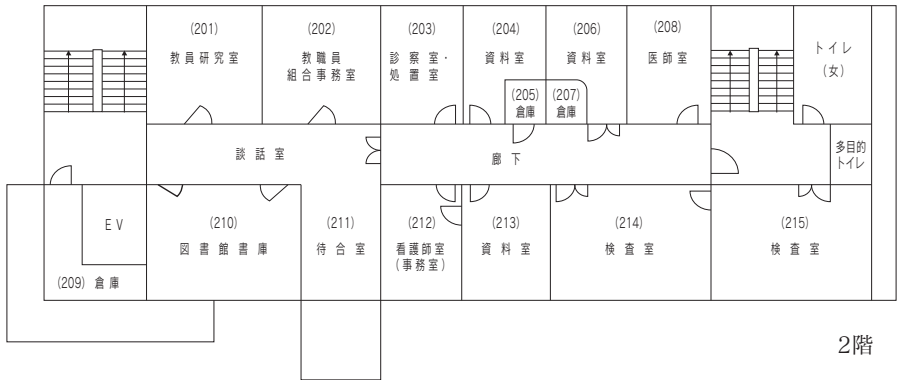 (201)
教員研究室
(202)
教職員
組合事務室
(203)
診察室・
処置室
(204)
資料室
(206)
資料室
(208)
医師室
トイレ
(女)
(205)
倉庫
(207)
倉庫
談話室
廊下
多目的
トイレ
EV
(209) 倉庫
(210)
図書館書庫
(211)
待合室
(212)
看護師室
(事務室)
(213)
資料室
(214)
検査室
(215)
検査室
2階